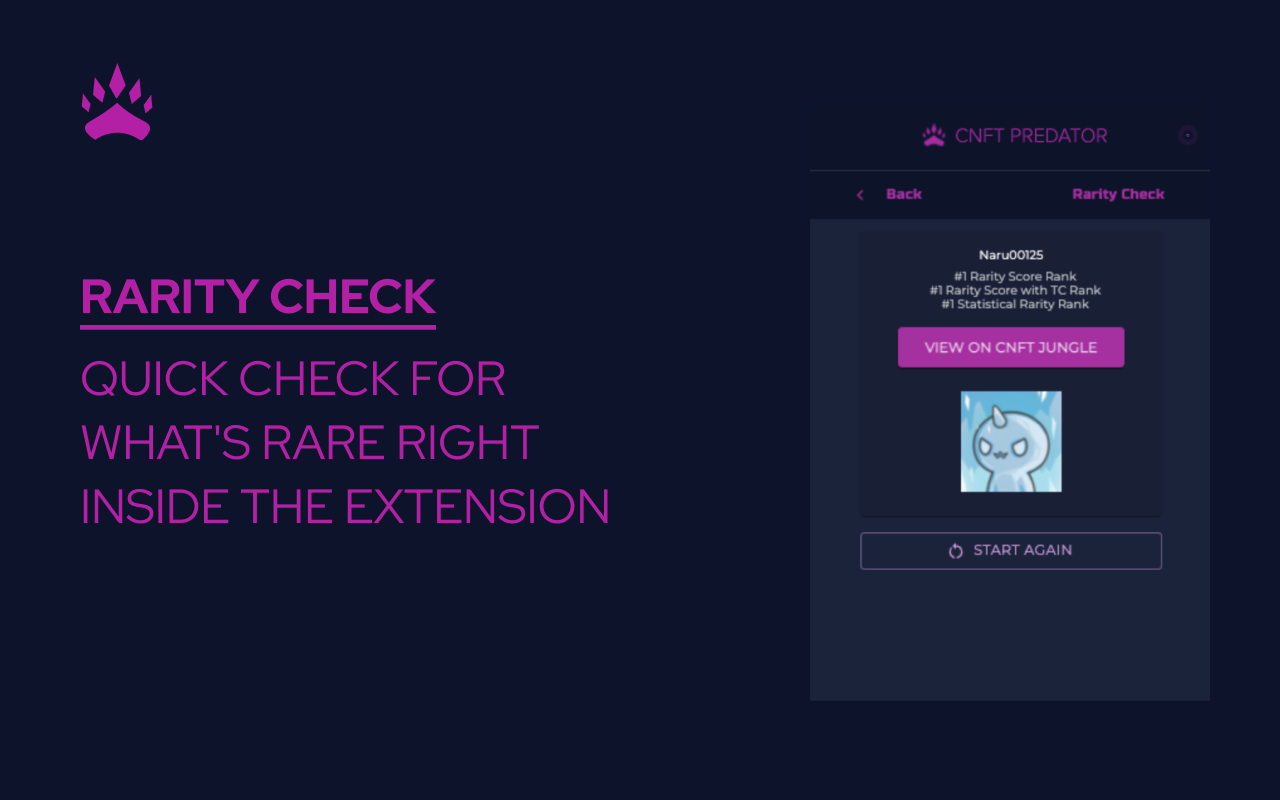 RARITY CHECK
QUICK CHECK FOR
WHAT'S RARE RIGHT
INSIDE THE EXTENSION
CNFT PREDATOR
Back
Rarity Check
Naru00125
#1 Rarity Score Rank
#1 Rarity Score with TC Rank
#1 Statistical Rarity Rank
VIEW ON CNFT JUNGLE
START AGAIN